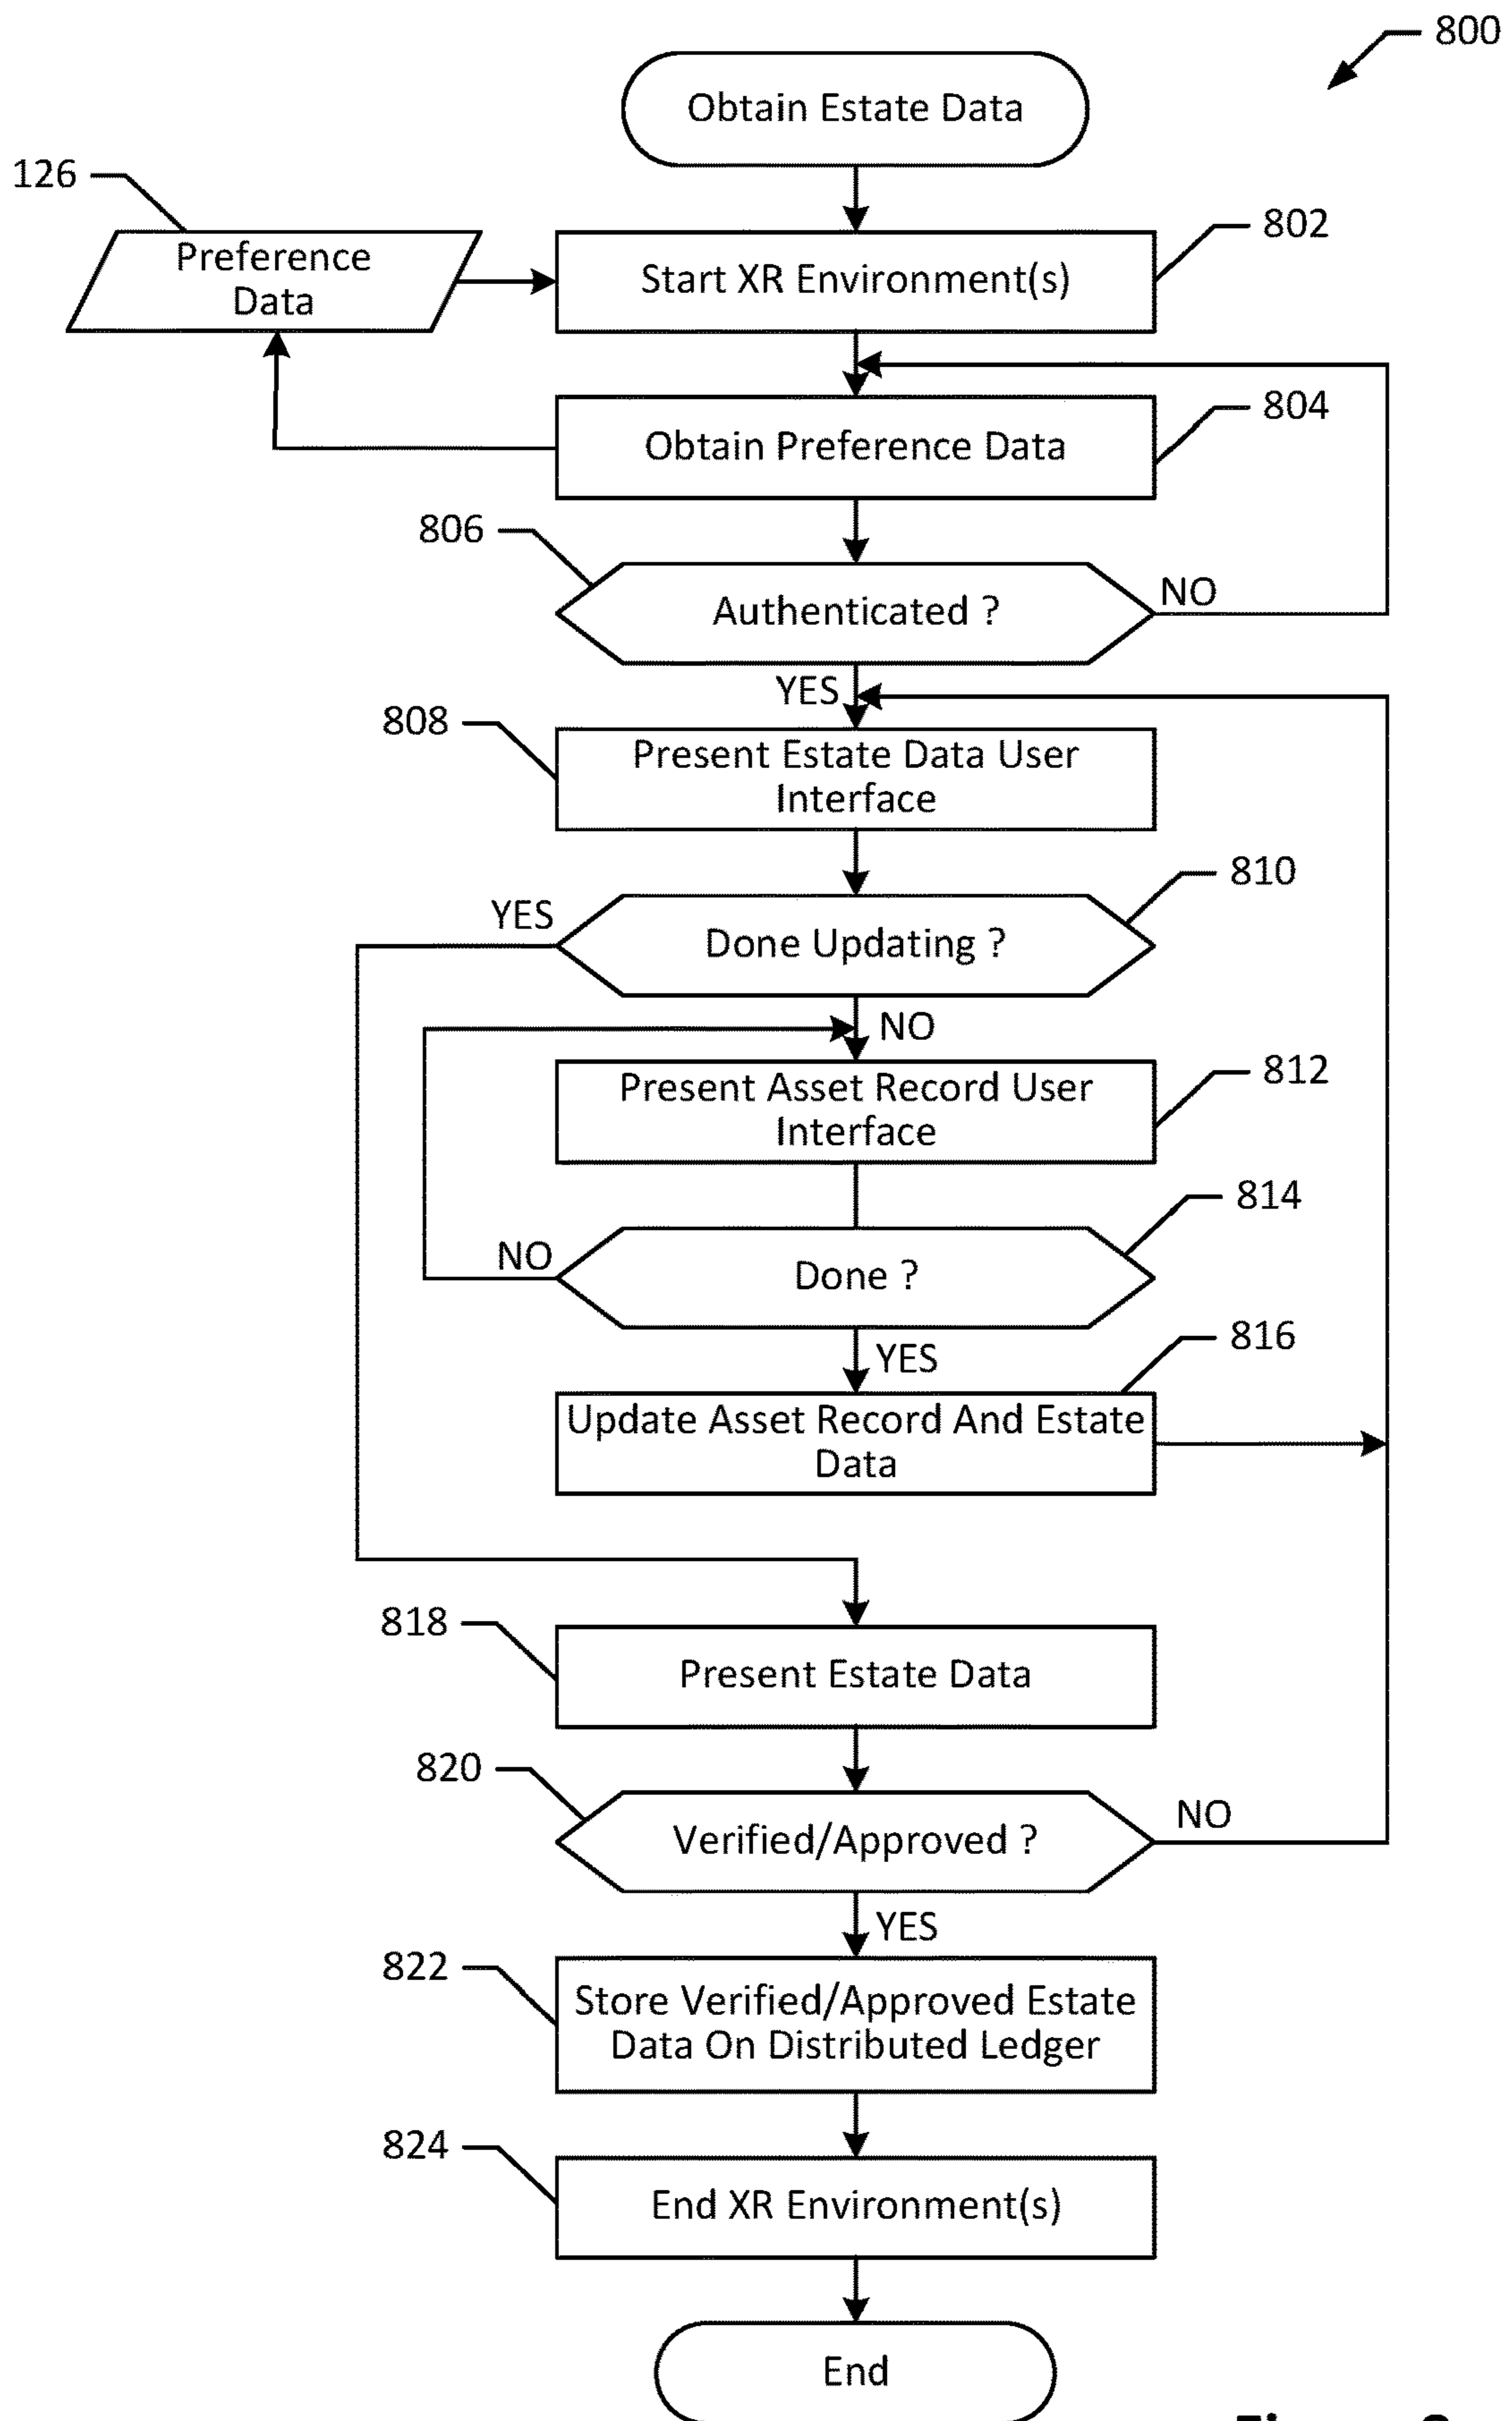 800
Obtain Estate Data
126
Preference
Data
802
Start XR Environment(s)
804
Obtain Preference Data
806
Authenticated ?
NO
YES
808
Present Estate Data User
Interface
810
YES
Done Updating ?
NO
812
Present Asset Record User
Interface
814
NO
Done ?
YES
816
Update Asset Record And Estate
Data
818
Present Estate Data
820
Verified/Approved ?
NO
YES
822
Store Verified/Approved Estate
Data On Distributed Ledger
824
End XR Environment(s)
End